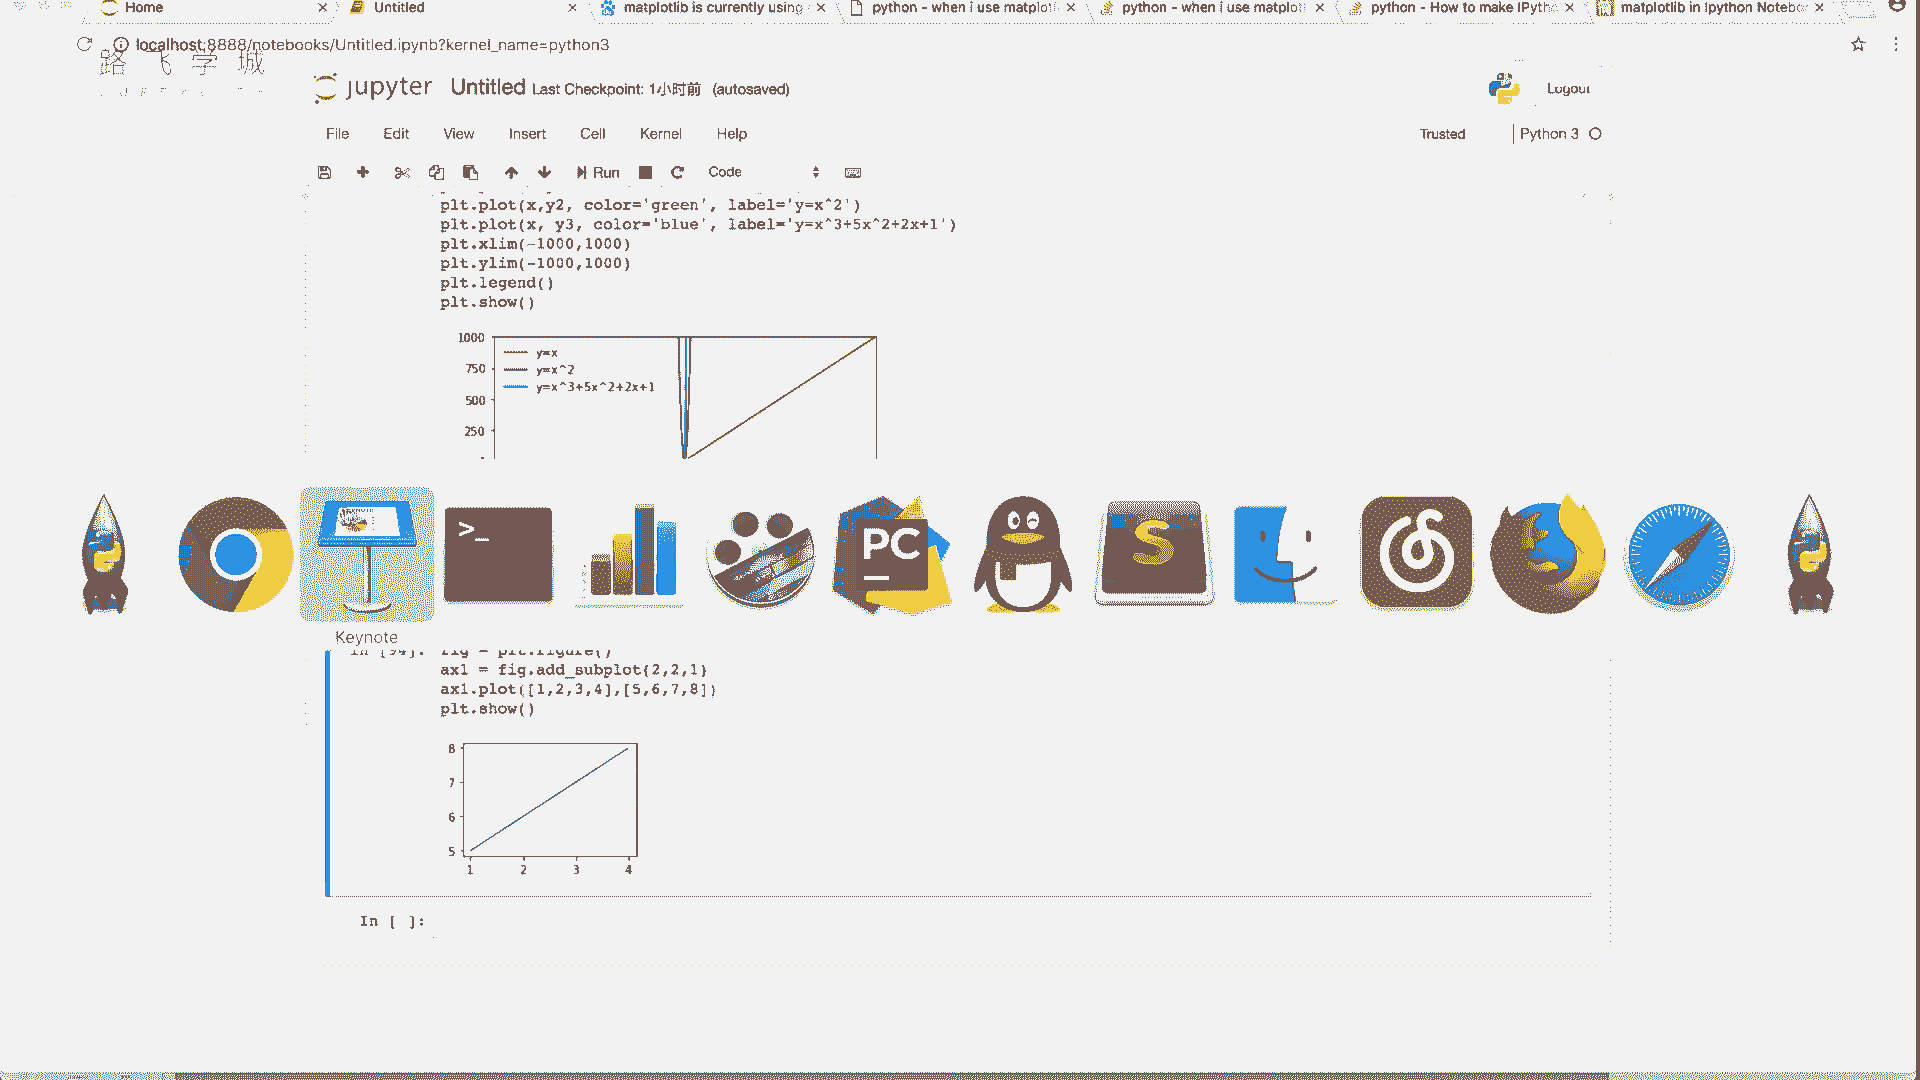 Home
Untitled
matplotlib is currently using
python - when i use matplotl
python - when i use matplotl
python - How to make IPytho
matplotlib in Ipython Notebo
localhost:8888/notebooks/Untitled.ipynb?kernel_name=python3
路飞学城
jupyter Untitled Last Checkpoint: 1小时前 (autosaved)
Logout
File Edit View Insert Cell Kernel Help
Trusted
Python 3
Run
Code
plt.plot(x,y2, color='green', label='y=x^2')
plt.plot(x, y3, color='blue', label='y=x^3+5x^2+2x+1')
plt.xlim(-1000,1000)
plt.ylim(-1000,1000)
plt.legend()
plt.show()
1000
750
500
250
y=x
y=x^2
y=x^3+5x^2+2x+1
>_
PC
S
Keynote
In [94]: fig = plt.figure()
ax1 = fig.add_subplot(2,2,1)
ax1.plot([1,2,3,4],[5,6,7,8])
plt.show()
8
7
6
5
1 2 3 4
In [ ]: